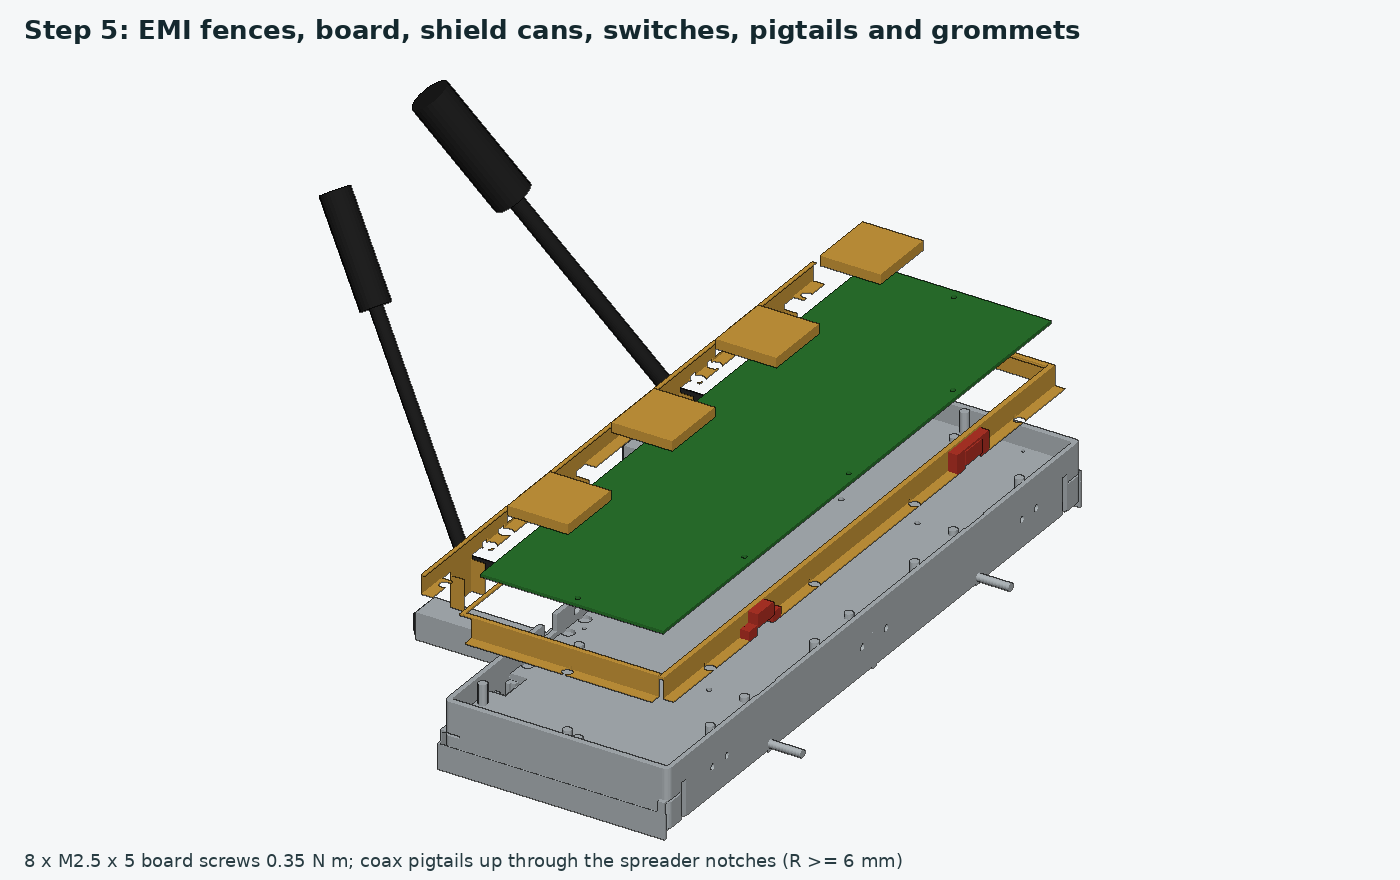 Step 5: EMI fences, board, shield cans, switches, pigtails and grommets
8 x M2.5 x 5 board screws 0.35 N m; coax pigtails up through the spreader notches (R >= 6 mm)